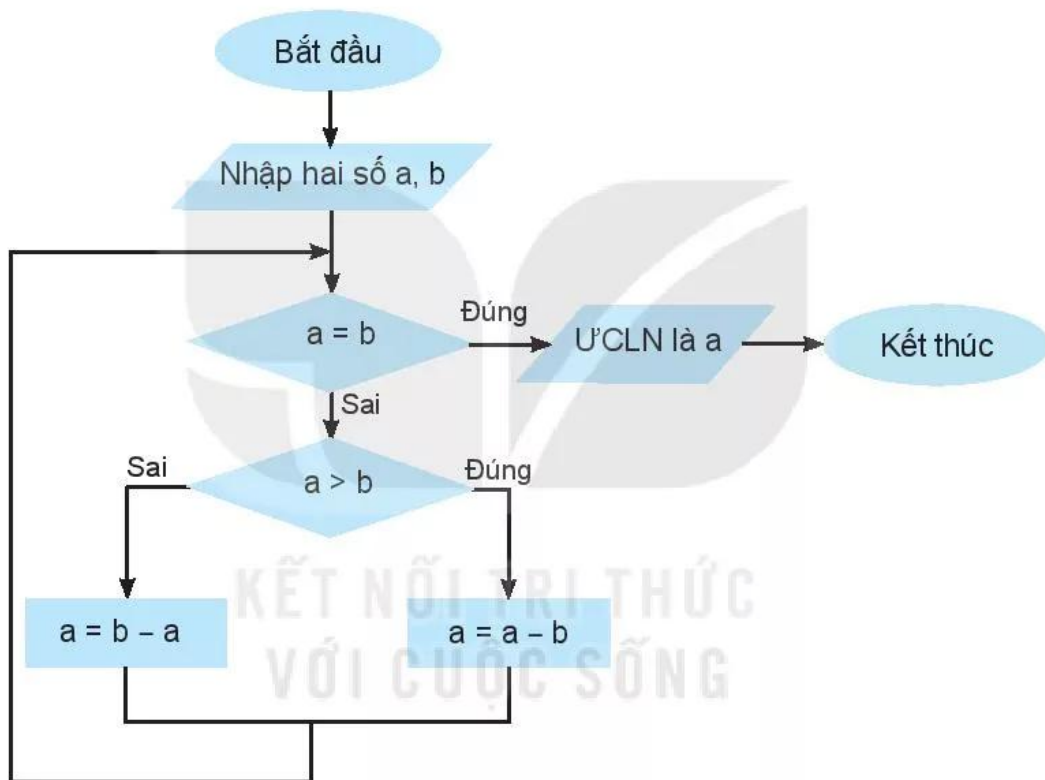 Bắt đầu
Nhập hai số a, b
a = b
Đúng
ƯCLN là a
Kết thúc
Sai
a > b
Sai
Đúng
a = b – a
a = a – b
KẾT NỐI TRI THỨC
VỚI CUỘC SỐNG